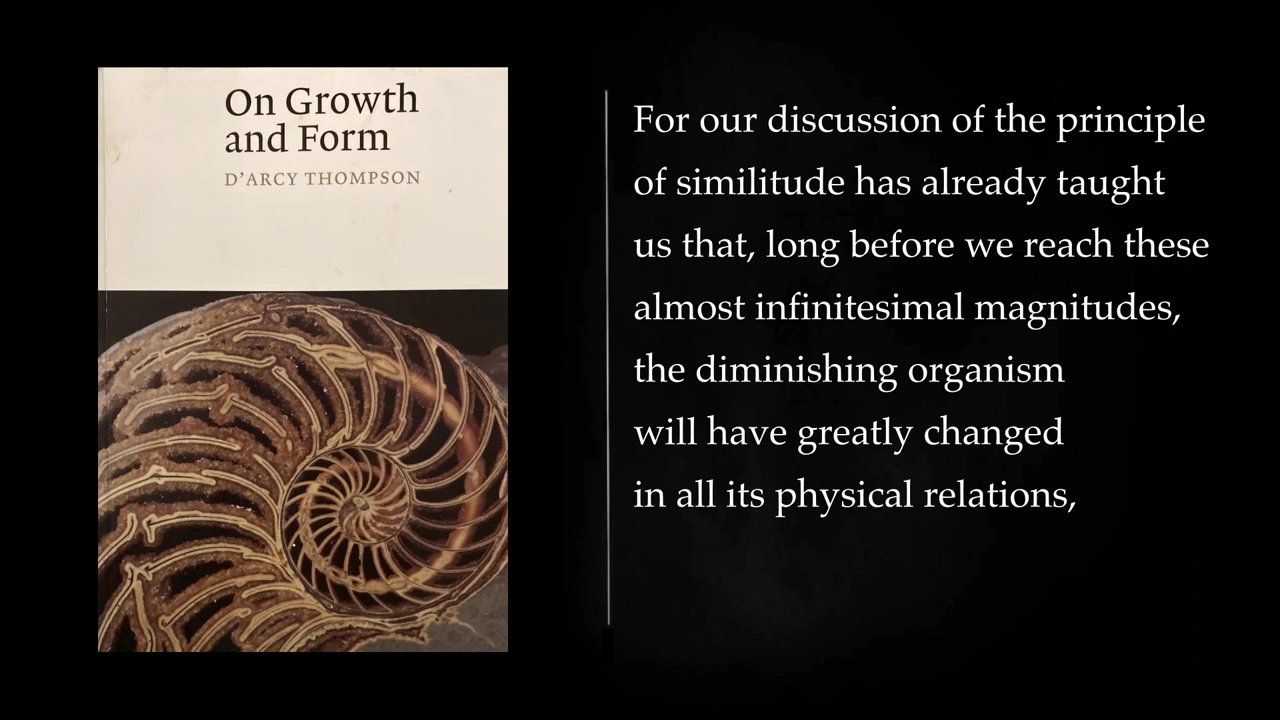 On Growth
and Form
D'ARCY THOMPSON
For our discussion of the principle
of similitude has already taught
us that, long before we reach these
almost infinitesimal magnitudes,
the diminishing organism
will have greatly changed
in all its physical relations,